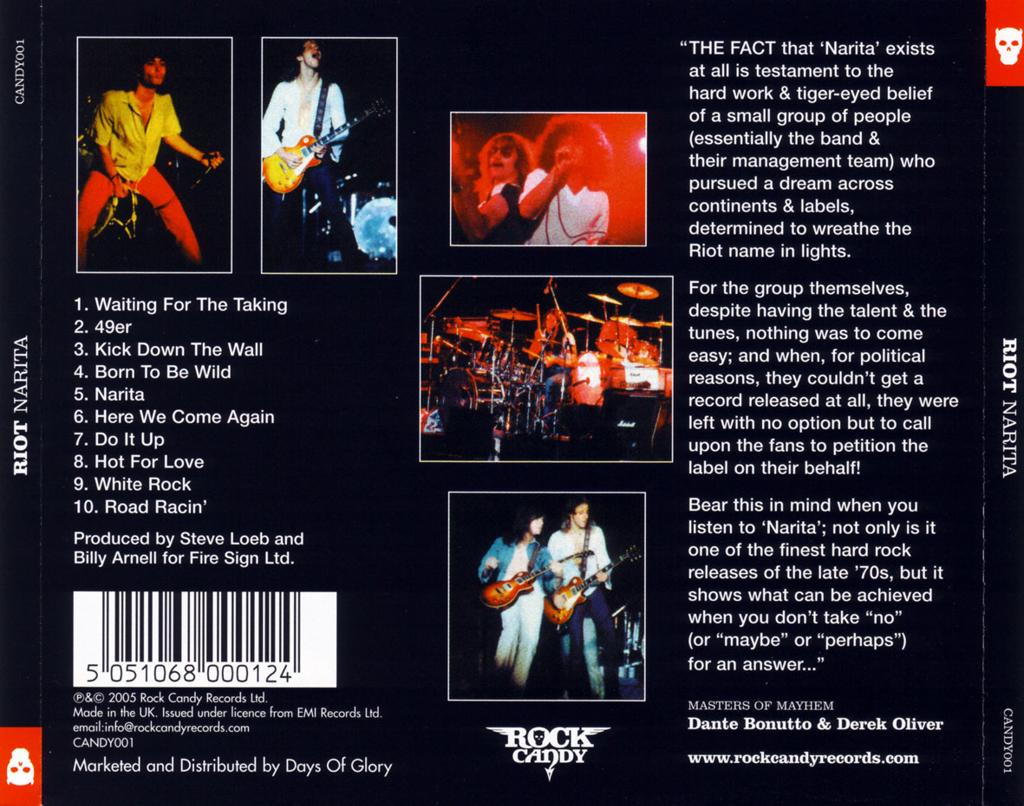 CANDY001
RIOT NARITA
1. Waiting For The Taking
2. 49er
3. Kick Down The Wall
4. Born To Be Wild
5. Narita
6. Here We Come Again
7. Do It Up
8. Hot For Love
9. White Rock
10. Road Racin’
Produced by Steve Loeb and
Billy Arnell for Fire Sign Ltd.
5 051068 000124
℗&© 2005 Rock Candy Records Ltd.
Made in the UK. Issued under licence from EMI Records Ltd.
email:info@rockcandyrecords.com
CANDY001
Marketed and Distributed by Days Of Glory
ROCK
CANDY
“THE FACT that ‘Narita’ exists
at all is testament to the
hard work & tiger-eyed belief
of a small group of people
(essentially the band &
their management team) who
pursued a dream across
continents & labels,
determined to wreathe the
Riot name in lights.
For the group themselves,
despite having the talent & the
tunes, nothing was to come
easy; and when, for political
reasons, they couldn’t get a
record released at all, they were
left with no option but to call
upon the fans to petition the
label on their behalf!
Bear this in mind when you
listen to ‘Narita’; not only is it
one of the finest hard rock
releases of the late ’70s, but it
shows what can be achieved
when you don’t take “no”
(or “maybe” or “perhaps”)
for an answer...”
MASTERS OF MAYHEM
Dante Bonutto & Derek Oliver
www.rockcandyrecords.com
RIOT NARITA
CANDY001